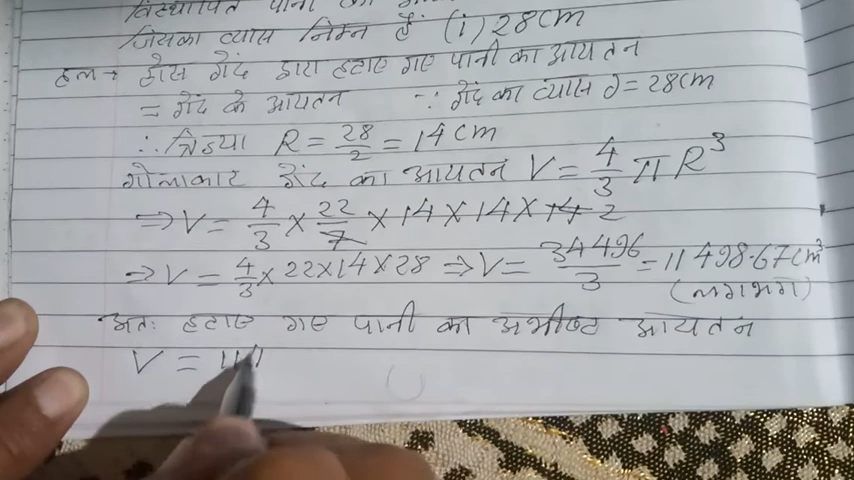 विस्थापित पानी का
जिसका व्यास निम्न हैं: (i) 28cm
हल→ ठोस गेंद द्वारा हटाए गए पानी का आयतन
= गेंद के आयतन ∵ गेंद का व्यास d = 28cm
∴ त्रिज्या R = 28/2 = 14 cm
गोलाकार गेंद का आयतन V = 4/3 π R³
⇒ V = 4/3 × 22/7 × 14 × 14 × 14 2
⇒ V = 4/3 × 22 × 14 × 28 ⇒ V = 34496/3 = 11498.67 cm³
(लगभग)
अतः हटाए गए पानी का अभीष्ट आयतन
V = 11